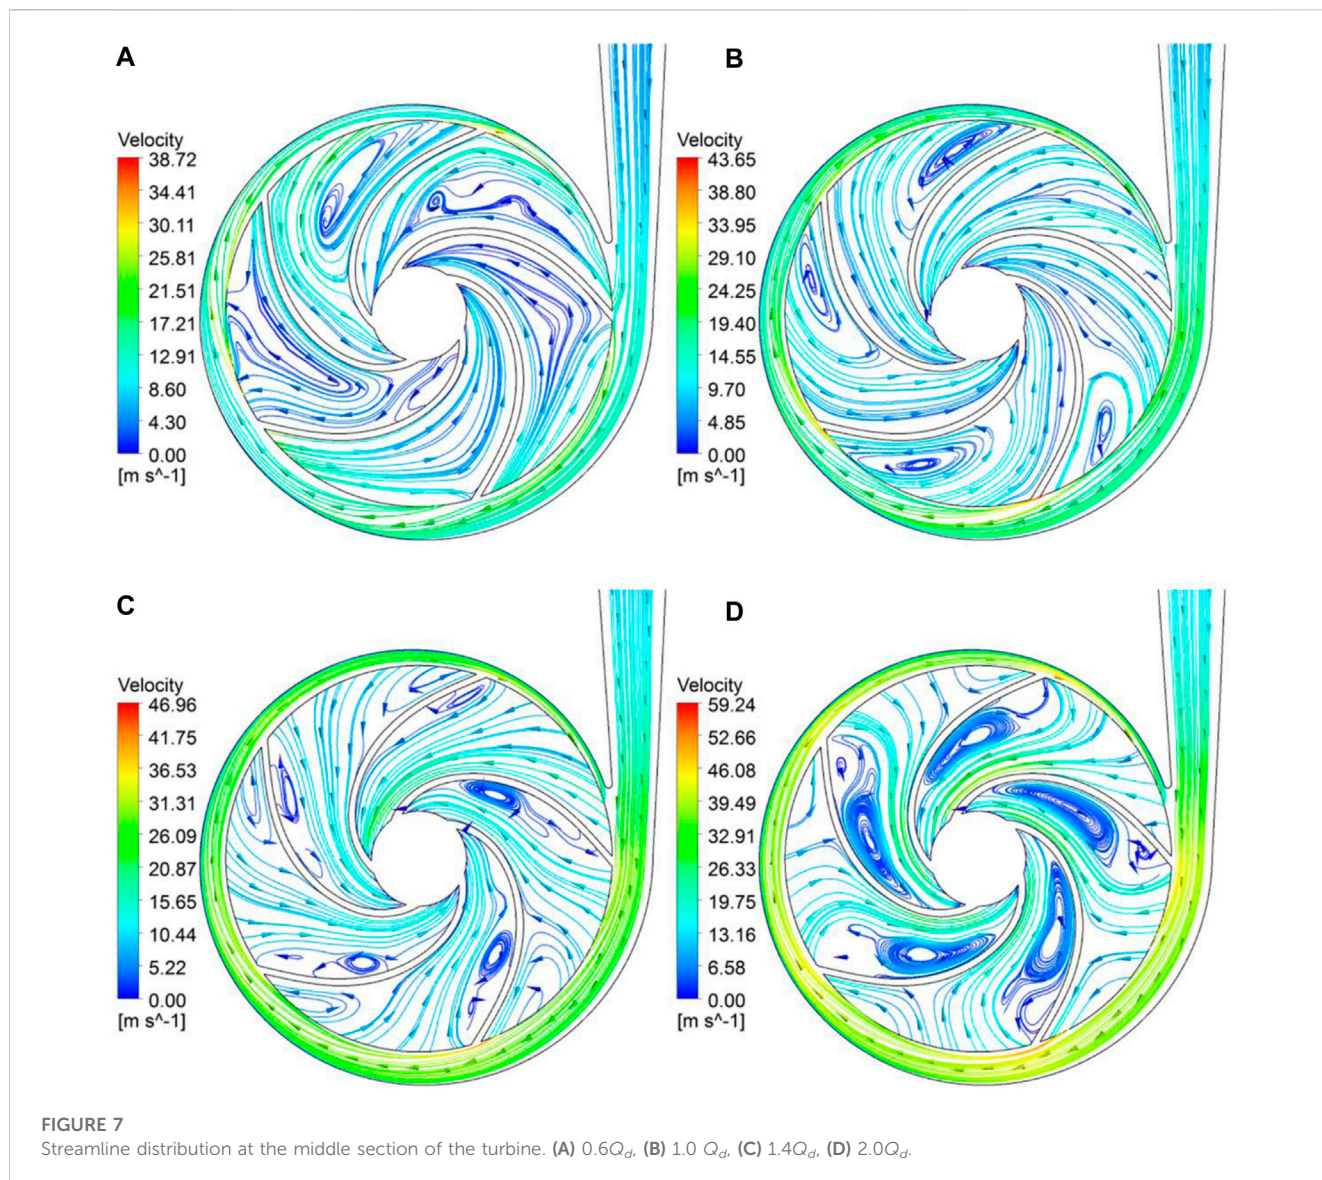 A
Velocity
38.72
34.41
30.11
25.81
21.51
17.21
12.91
8.60
4.30
0.00
[m s^-1]
B
Velocity
43.65
38.80
33.95
29.10
24.25
19.40
14.55
9.70
4.85
0.00
[m s^-1]
C
Velocity
46.96
41.75
36.53
31.31
26.09
20.87
15.65
10.44
5.22
0.00
[m s^-1]
D
Velocity
59.24
52.66
46.08
39.49
32.91
26.33
19.75
13.16
6.58
0.00
[m s^-1]
FIGURE 7
Streamline distribution at the middle section of the turbine. (A) 0.6Qd, (B) 1.0 Qd, (C) 1.4Qd, (D) 2.0Qd.